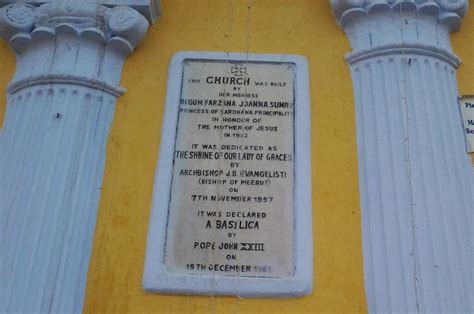 THIS CHURCH WAS BUILT
BY
HER HIGHNESS
BEGUM FARZANA JOANNA SUMRU
PRINCESS OF SARDHANA PRINCIPALITY
IN HONOUR OF
THE MOTHER OF JESUS
IN 1822
IT WAS DEDICATED AS
THE SHRINE OF OUR LADY OF GRACES
BY
ARCHBISHOP J.B. EVANGELISTI
(BISHOP OF MEERUT)
ON
7TH NOVEMBER 1957
IT WAS DECLARED
A BASILICA
BY
POPE JOHN XXIII
ON
19TH DECEMBER 1961